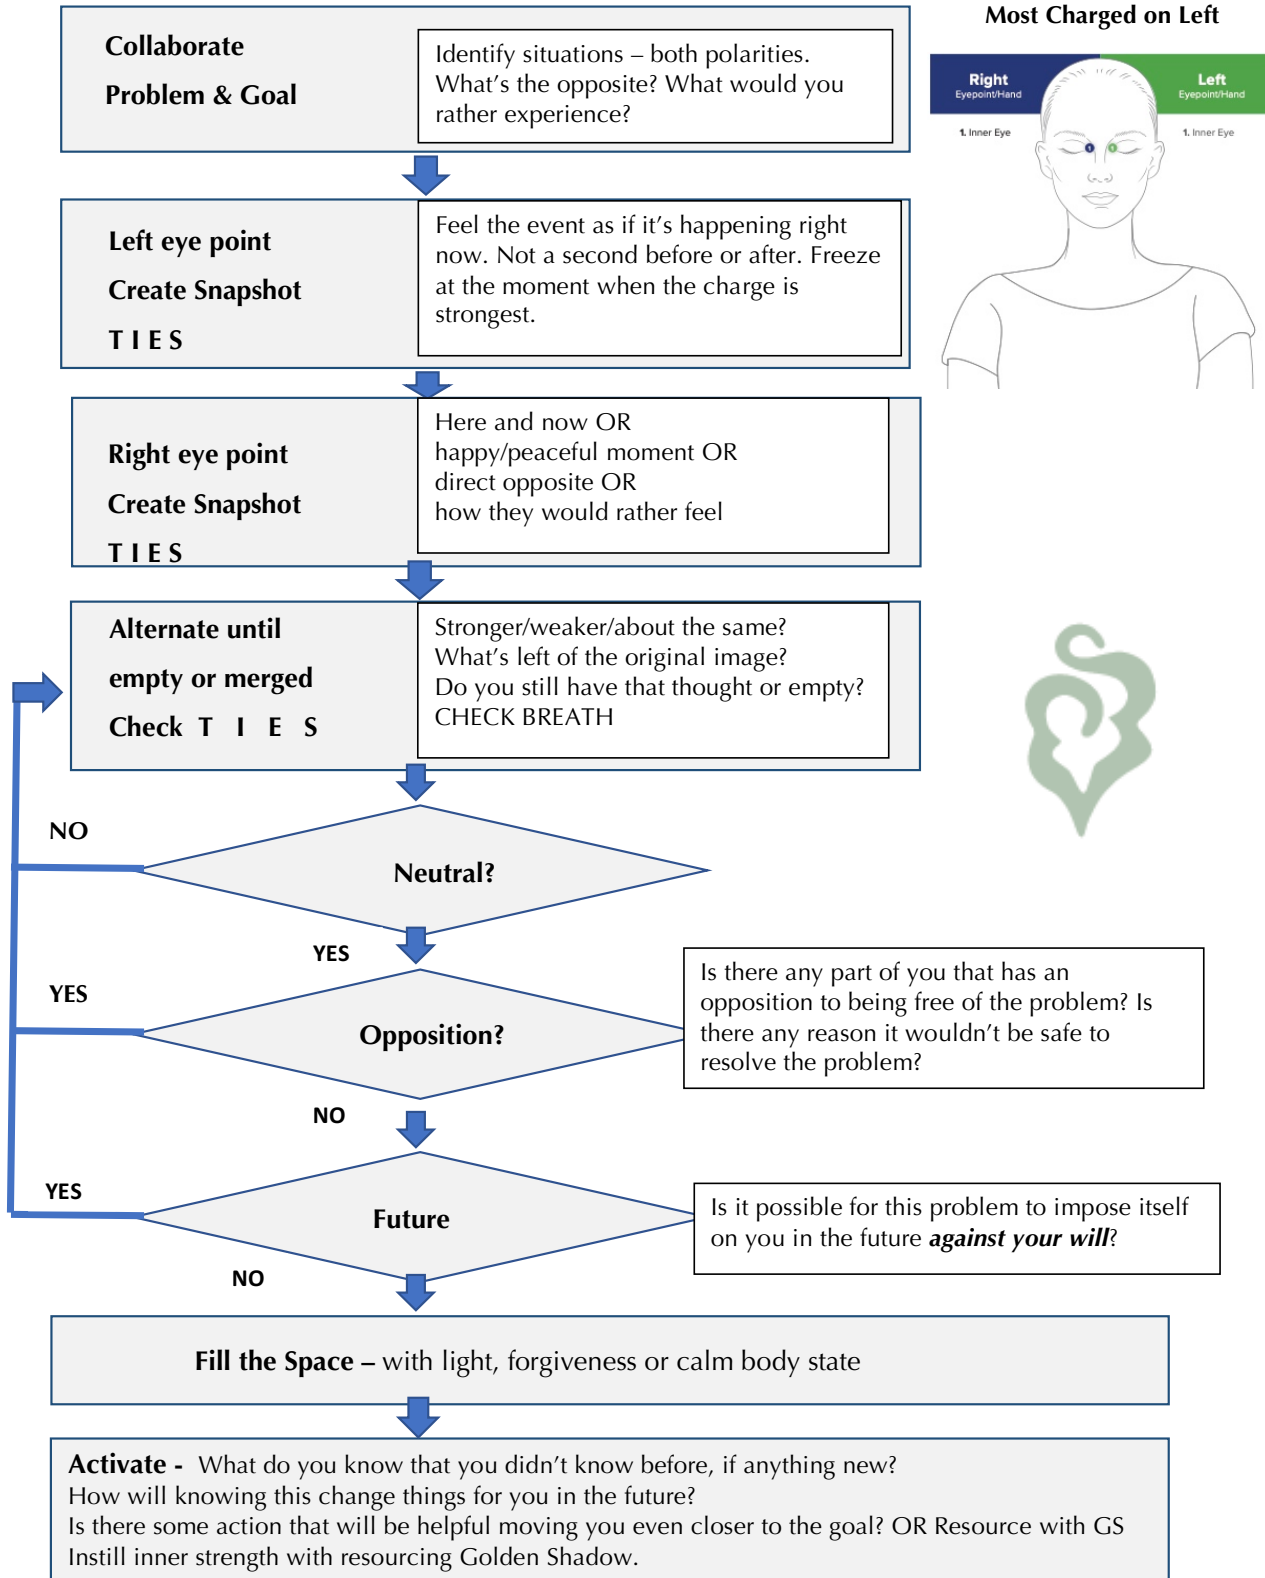 Most Charged on Left
Collaborate
Problem & Goal
Identify situations – both polarities.
What's the opposite? What would you
rather experience?
Right
Eyepoint/Hand
1. Inner Eye
Left
Eyepoint/Hand
1. Inner Eye
1
1
Left eye point
Create Snapshot
T I E S
Feel the event as if it's happening right
now. Not a second before or after. Freeze
at the moment when the charge is
strongest.
Right eye point
Create Snapshot
T I E S
Here and now OR
happy/peaceful moment OR
direct opposite OR
how they would rather feel
Alternate until
empty or merged
Check T I E S
Stronger/weaker/about the same?
What's left of the original image?
Do you still have that thought or empty?
CHECK BREATH
NO
Neutral?
YES
YES
Opposition?
Is there any part of you that has an
opposition to being free of the problem? Is
there any reason it wouldn't be safe to
resolve the problem?
NO
YES
Future
Is it possible for this problem to impose itself
on you in the future against your will?
NO
Fill the Space – with light, forgiveness or calm body state
Activate - What do you know that you didn't know before, if anything new?
How will knowing this change things for you in the future?
Is there some action that will be helpful moving you even closer to the goal? OR Resource with GS
Instill inner strength with resourcing Golden Shadow.